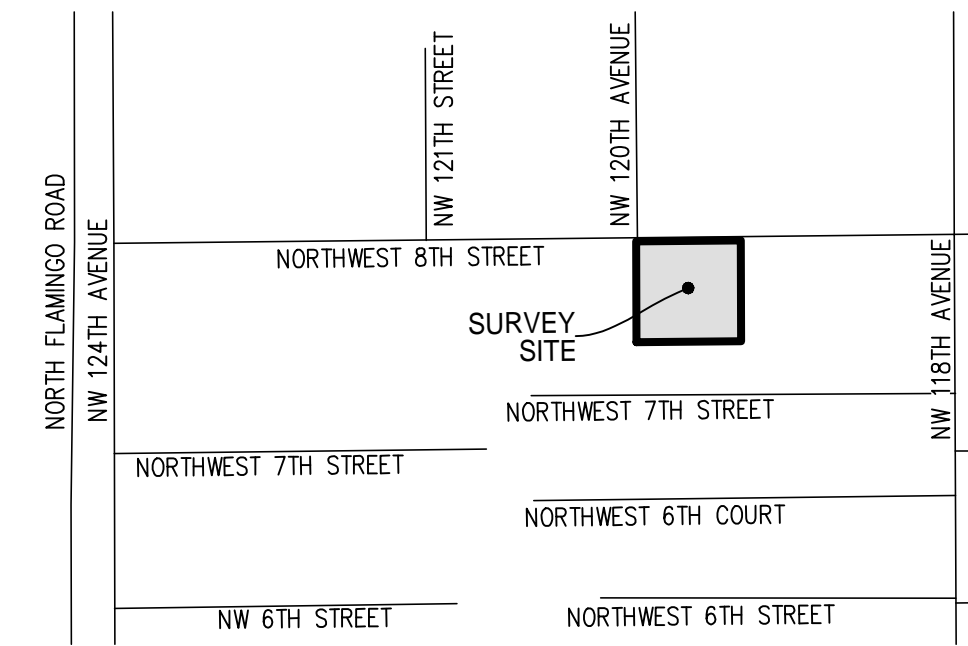 NORTH FLAMINGO ROAD
NW 124TH AVENUE
NW 121TH STREET
NW 120TH AVENUE
NORTHWEST 8TH STREET
NW 118TH AVENUE
SURVEY
SITE
NORTHWEST 7TH STREET
NORTHWEST 7TH STREET
NORTHWEST 6TH COURT
NW 6TH STREET
NORTHWEST 6TH STREET